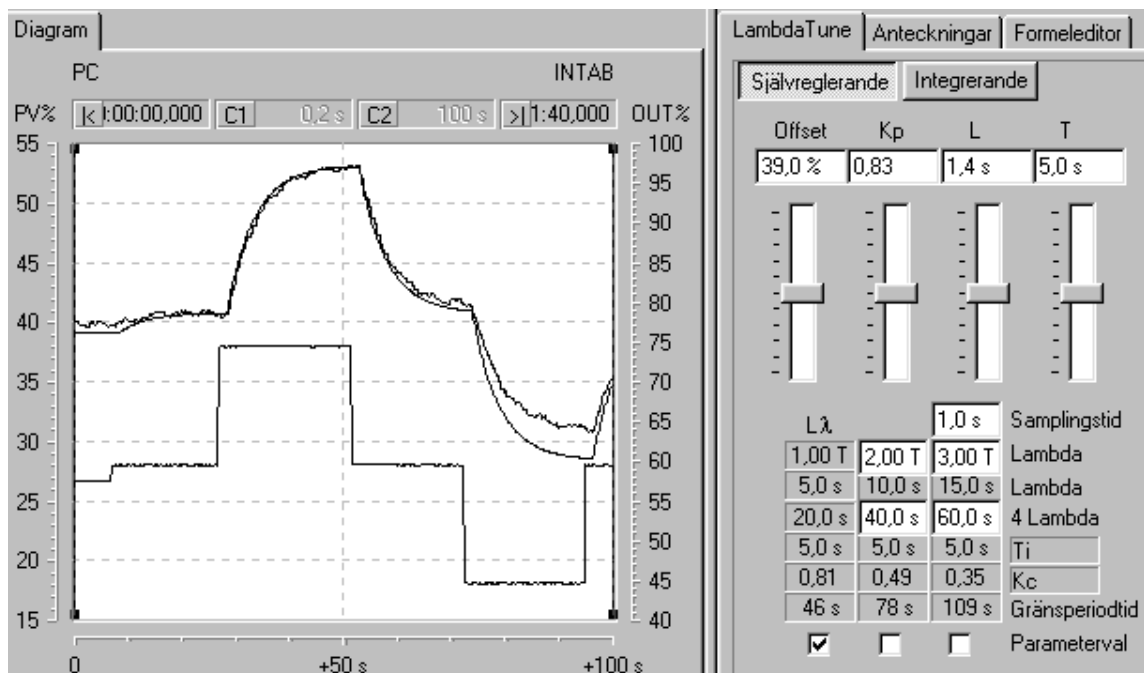 Diagram
PC INTAB
PV% |< 0:00:00,000 C1 0,2 s C2 100 s >| 1:40,000 OUT%
55 100
95
50
90
45 85
40 80
75
35
70
30 65
60
25
55
20 50
45
15 40
0 +50 s +100 s
LambdaTune Anteckningar Formeleditor
Självreglerande Integrerande
Offset Kp L T
39,0 % 0,83 1,4 s 5,0 s
Lλ 1,0 s Samplingstid
1,00 T 2,00 T 3,00 T Lambda
5,0 s 10,0 s 15,0 s Lambda
20,0 s 40,0 s 60,0 s 4 Lambda
5,0 s 5,0 s 5,0 s Ti
0,81 0,49 0,35 Kc
46 s 78 s 109 s Gränsperiodtid
Parameterval